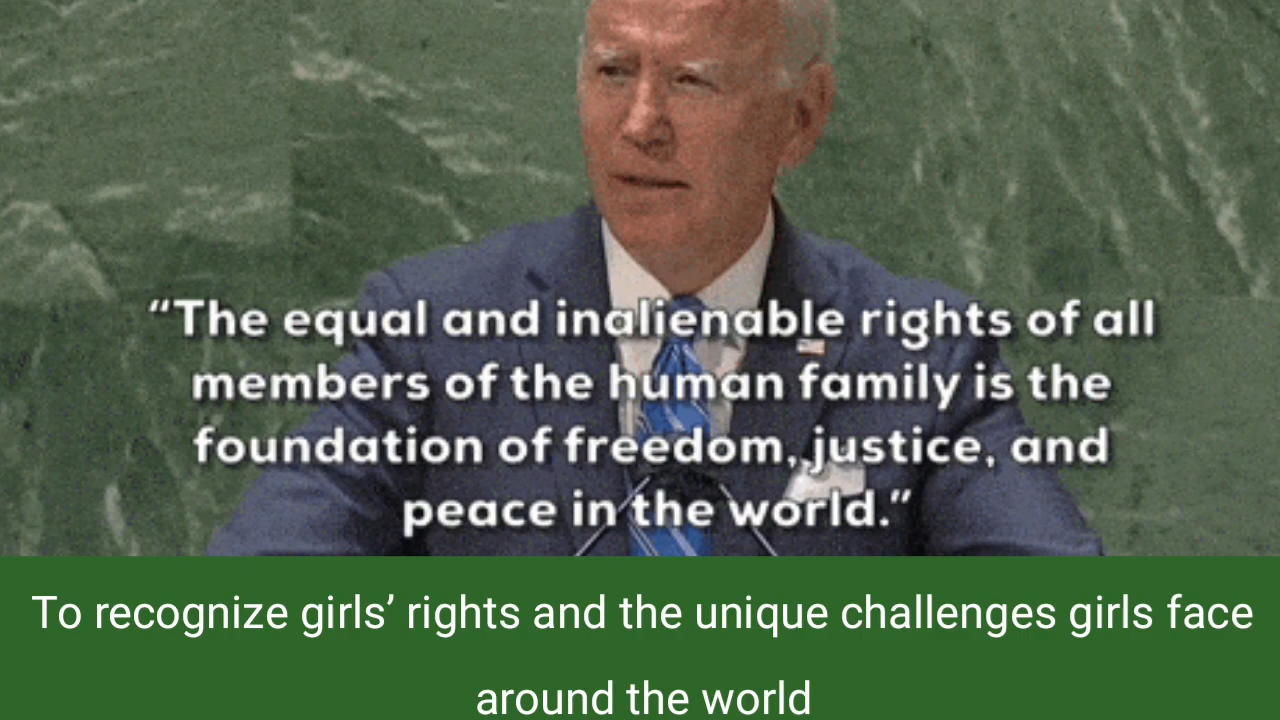 “The equal and inalienable rights of all
members of the human family is the
foundation of freedom, justice, and
peace in the world.”
To recognize girls’ rights and the unique challenges girls face
around the world